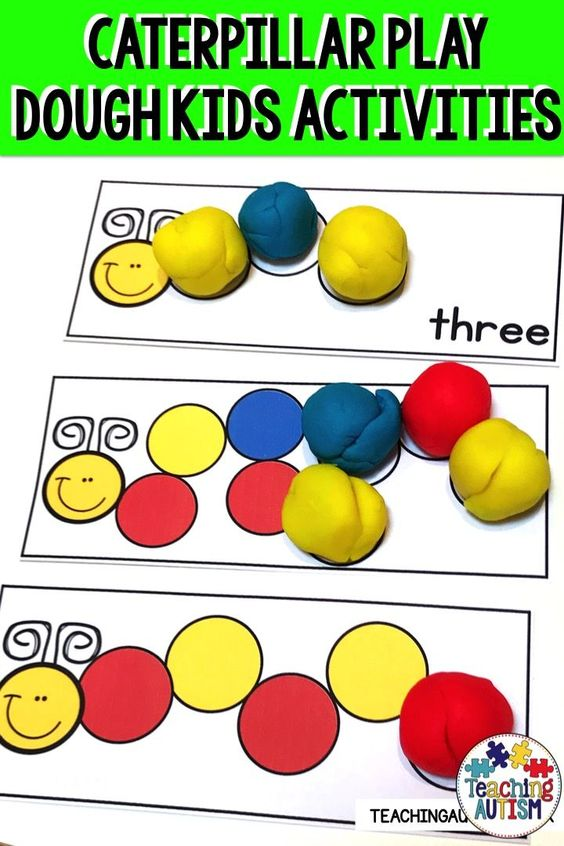 CATERPILLAR PLAY
DOUGH KIDS ACTIVITIES
three
Teaching
AUTISM